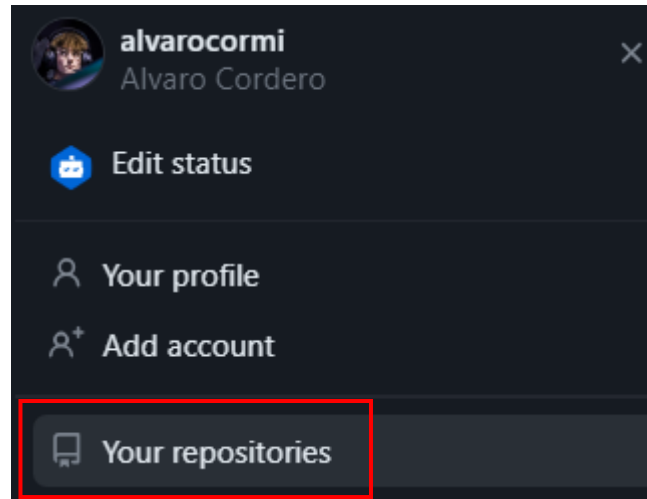 alvarocormi
Alvaro Cordero
Edit status
Your profile
Add account
Your repositories